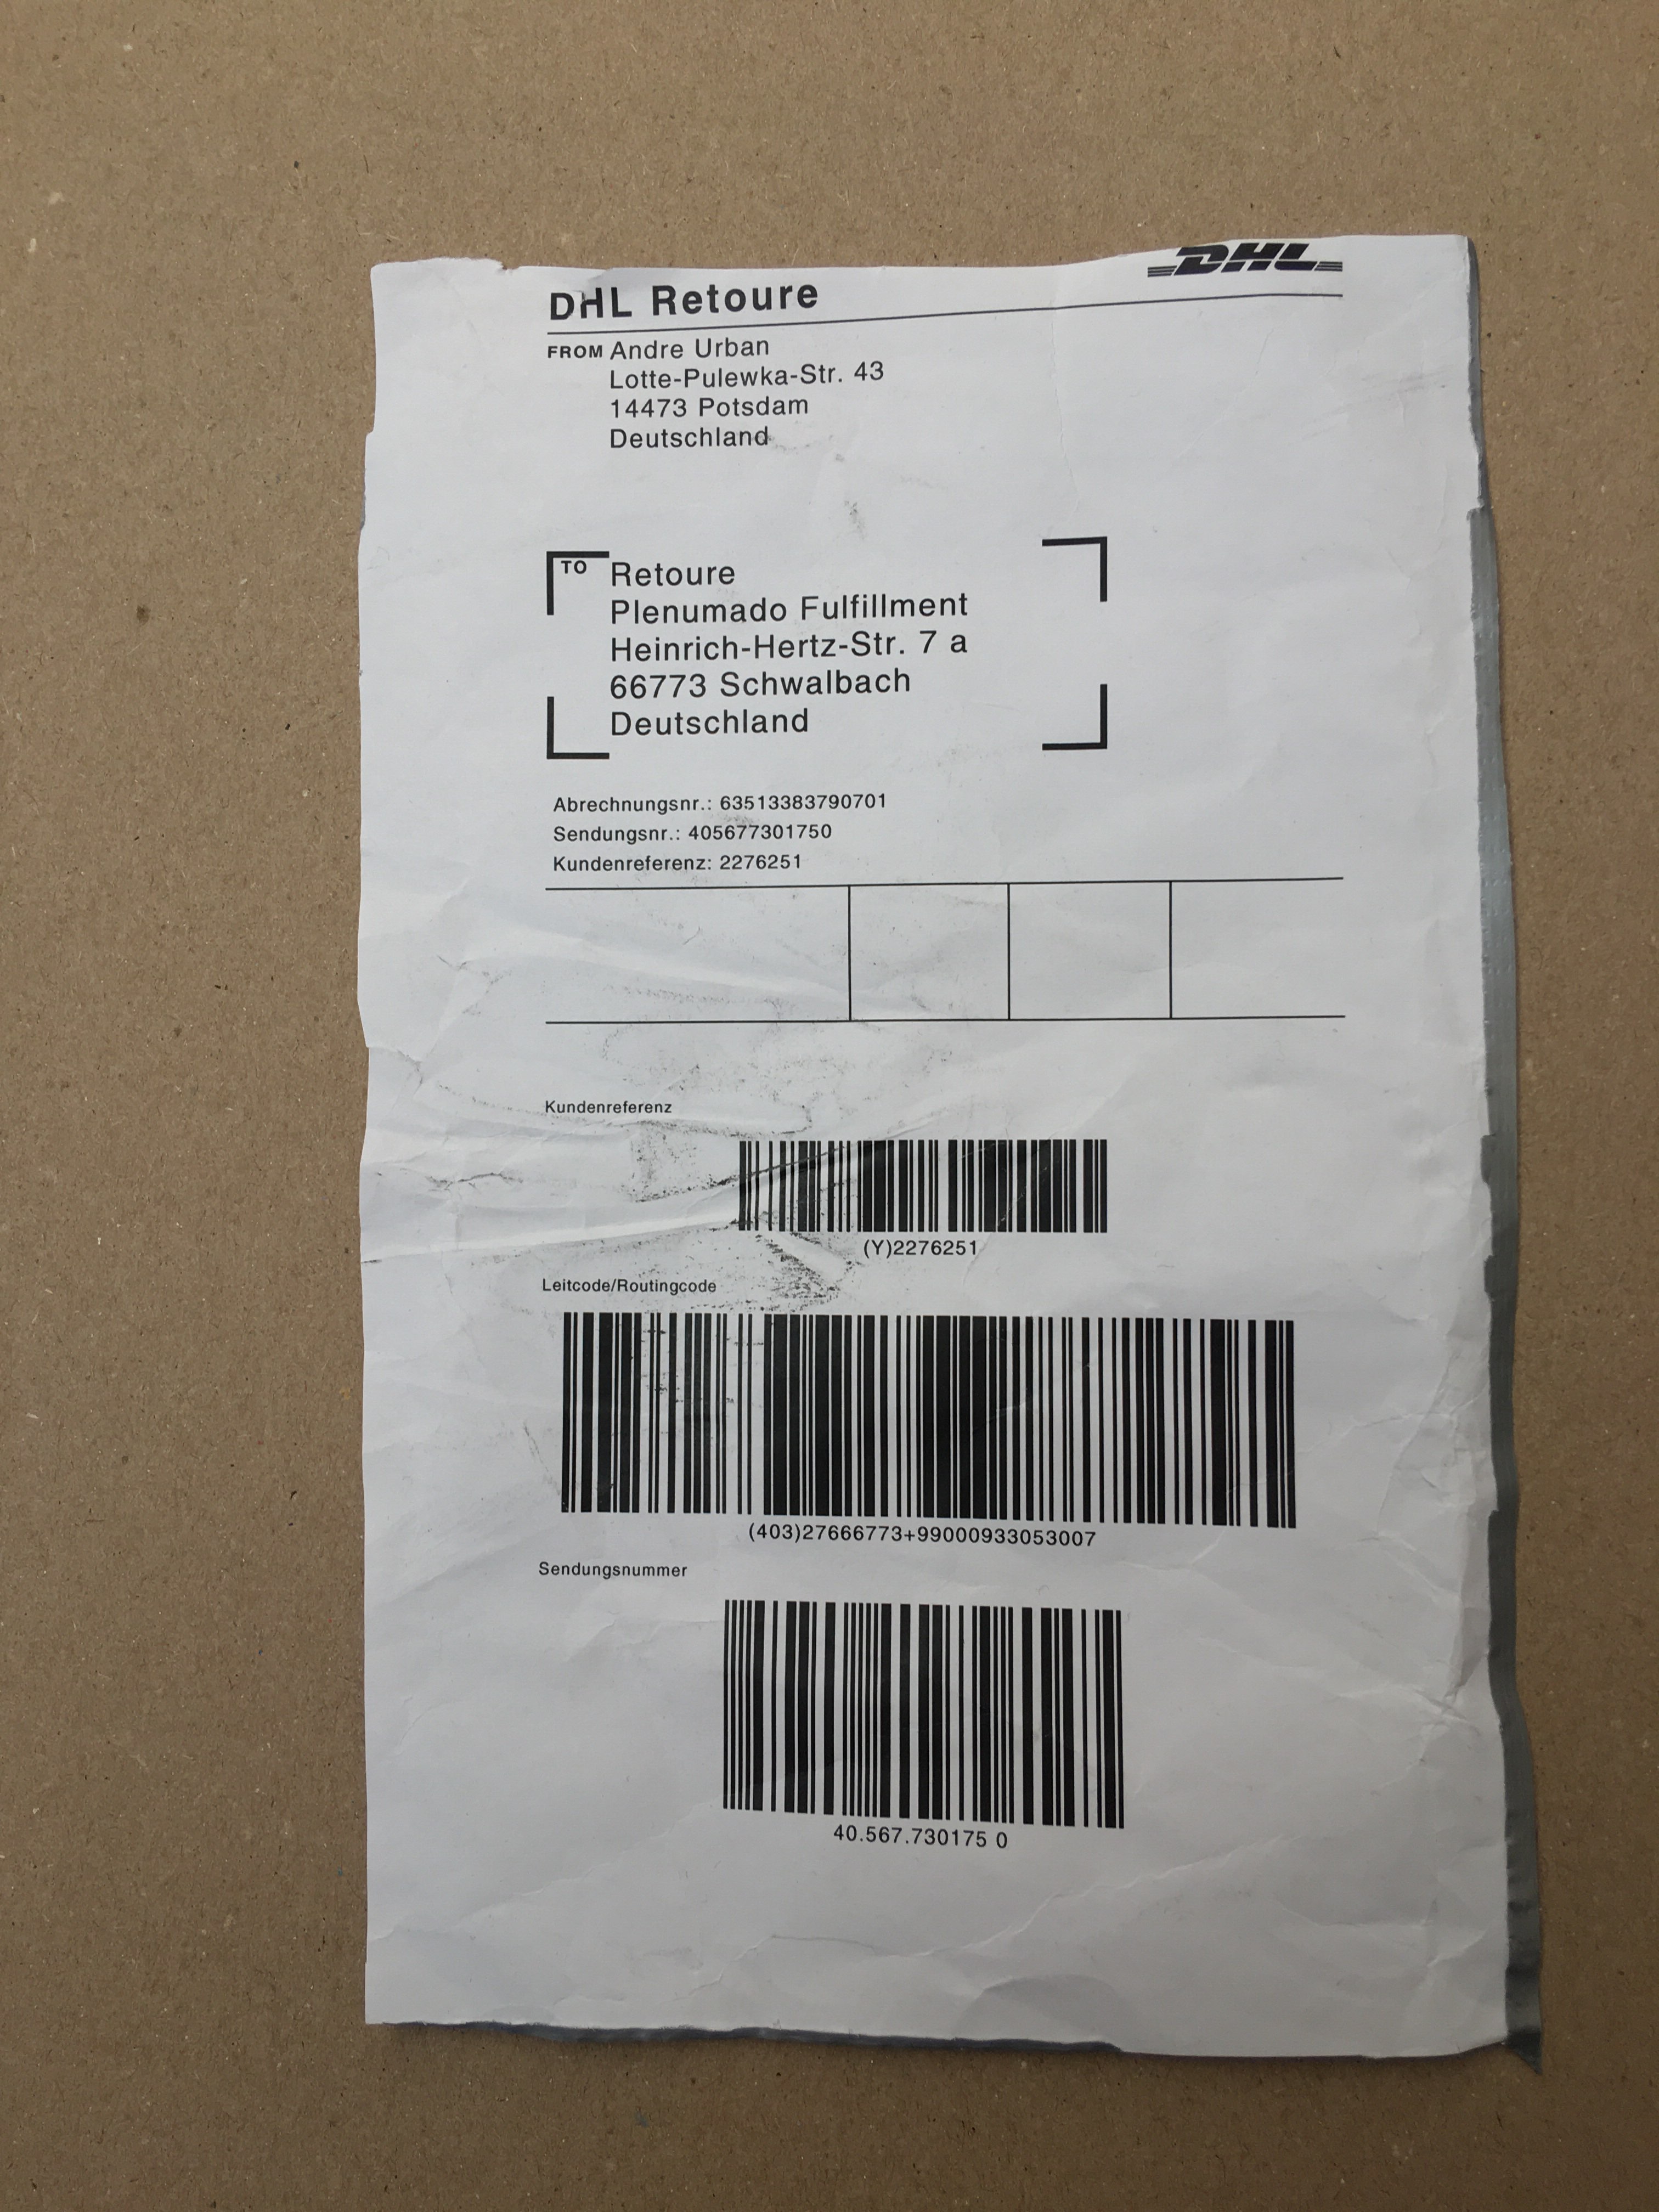 DHL
DHL Retoure
FROM Andre Urban
Lotte-Pulewka-Str. 43
14473 Potsdam
Deutschland
TO Retoure
Plenumado Fulfillment
Heinrich-Hertz-Str. 7 a
66773 Schwalbach
Deutschland
Abrechnungsnr.: 63513383790701
Sendungsnr.: 405677301750
Kundenreferenz: 2276251
Kundenreferenz
(Y)2276251
Leitcode/Routingcode
(403)27666773+99000933053007
Sendungsnummer
40.567.730175 0